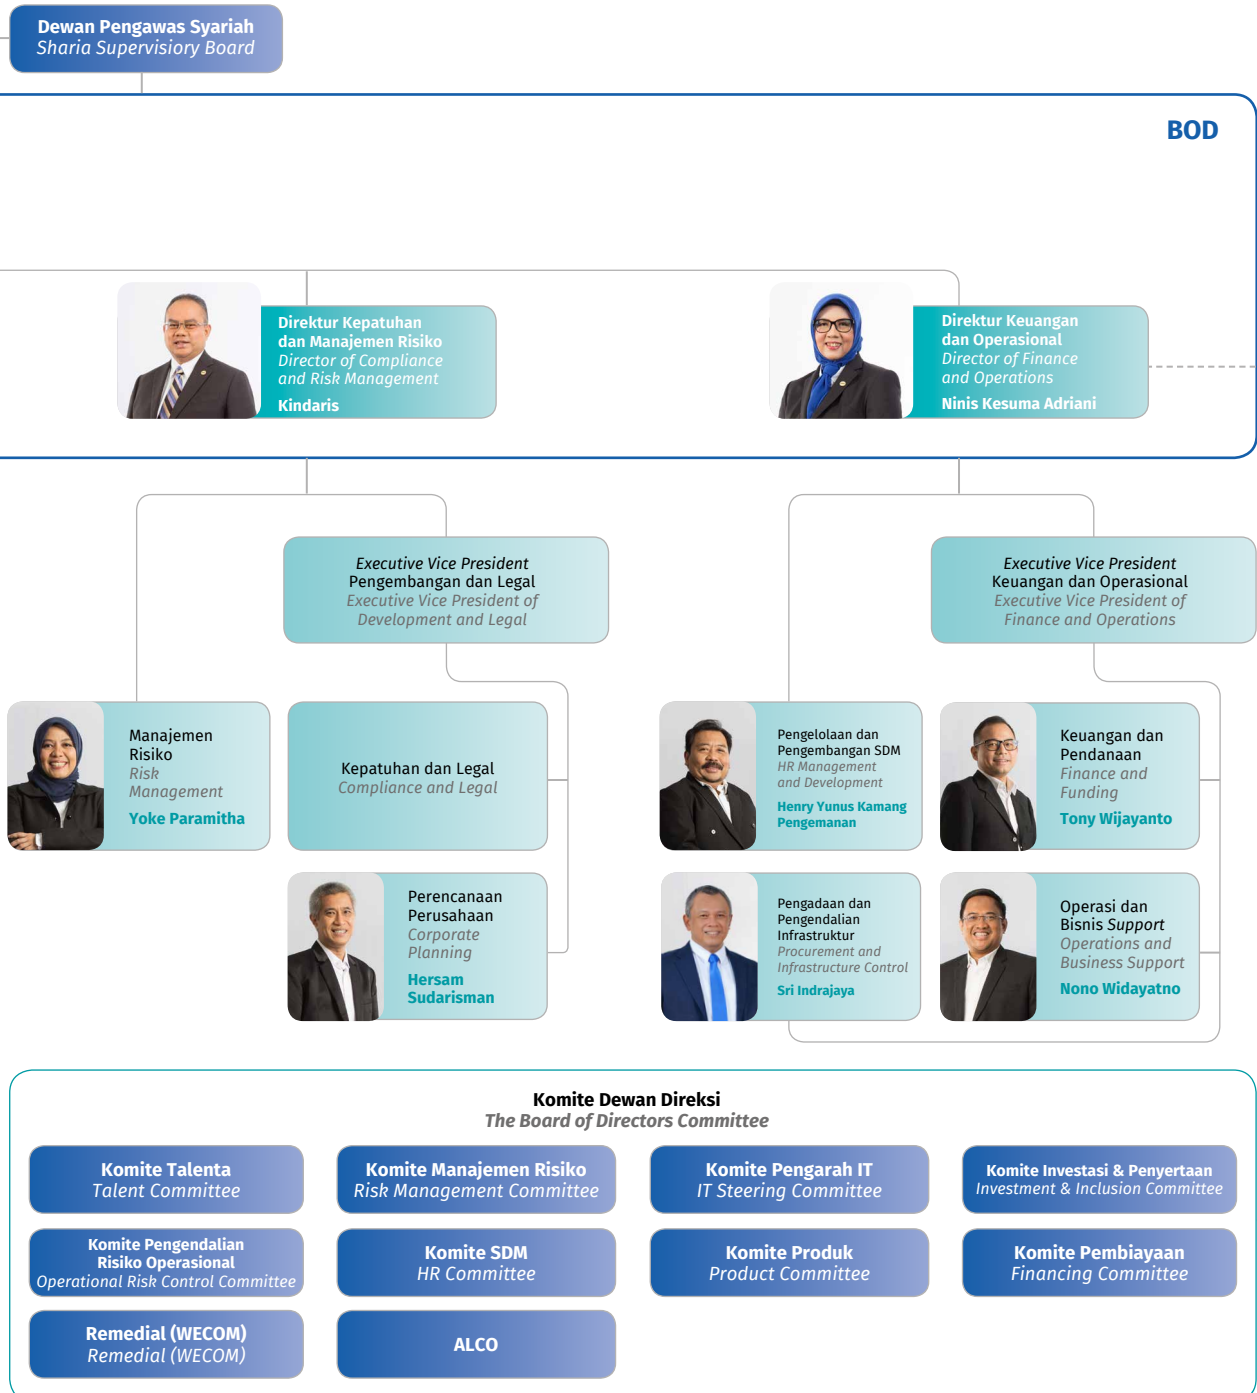 Dewan Pengawas Syariah
Sharia Supervisiory Board
BOD
Direktur Kepatuhan
dan Manajemen Risiko
Director of Compliance
and Risk Management
Kindaris
Direktur Keuangan
dan Operasional
Director of Finance
and Operations
Ninis Kesuma Adriani
Executive Vice President
Pengembangan dan Legal
Executive Vice President of
Development and Legal
Executive Vice President
Keuangan dan Operasional
Executive Vice President of
Finance and Operations
Manajemen
Risiko
Risk
Management
Yoke Paramitha
Kepatuhan dan Legal
Compliance and Legal
Pengelolaan dan
Pengembangan SDM
HR Management
and Development
Henry Yunus Kamang
Pengemanan
Keuangan dan
Pendanaan
Finance and
Funding
Tony Wijayanto
Perencanaan
Perusahaan
Corporate
Planning
Hersam
Sudarisman
Pengadaan dan
Pengendalian
Infrastruktur
Procurement and
Infrastructure Control
Sri Indrajaya
Operasi dan
Bisnis Support
Operations and
Business Support
Nono Widayatno
Komite Dewan Direksi
The Board of Directors Committee
Komite Talenta
Talent Committee
Komite Manajemen Risiko
Risk Management Committee
Komite Pengarah IT
IT Steering Committee
Komite Investasi & Penyertaan
Investment & Inclusion Committee
Komite Pengendalian
Risiko Operasional
Operational Risk Control Committee
Komite SDM
HR Committee
Komite Produk
Product Committee
Komite Pembiayaan
Financing Committee
Remedial (WECOM)
Remedial (WECOM)
ALCO